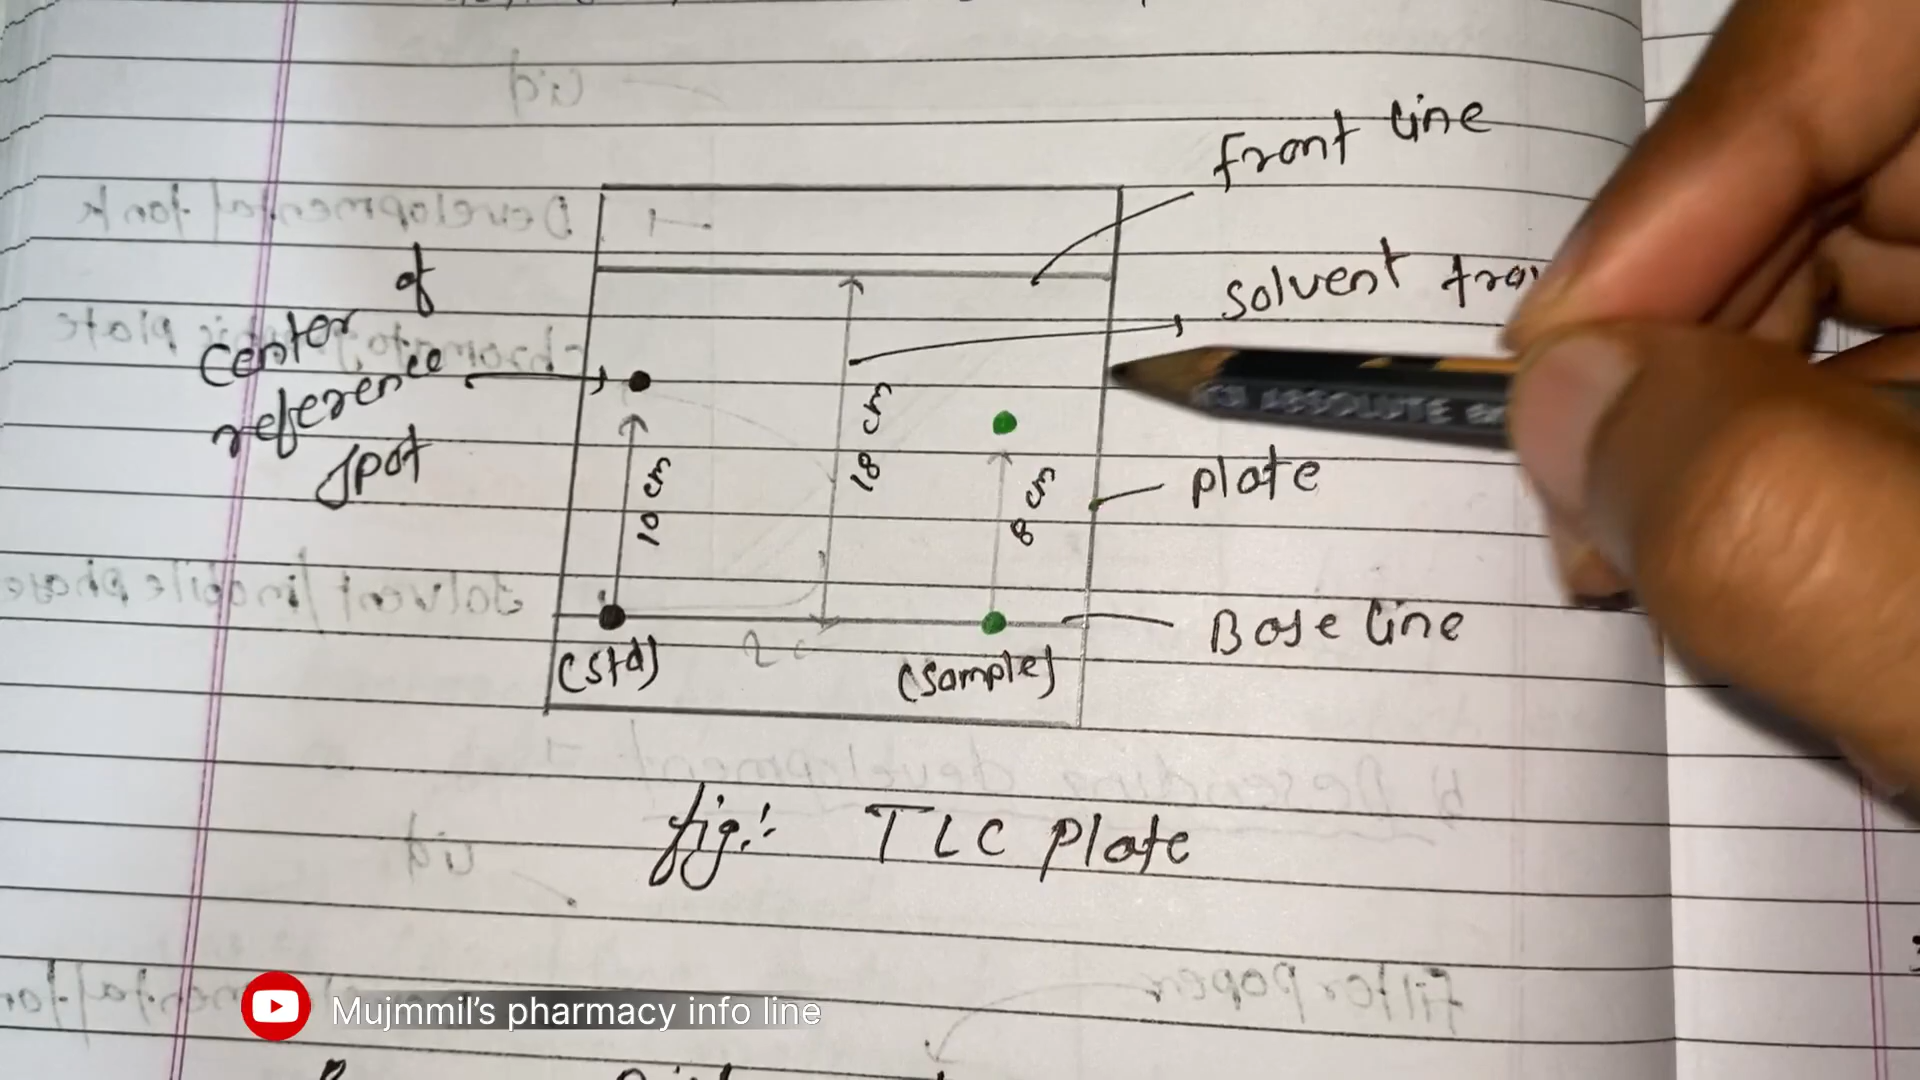 front line
solvent
center of
reference
spot
10 cm
18 cm
8 cm
plate
Base line
(std)
(sample)
fig:- TLC plate
Mujmmil's pharmacy info line